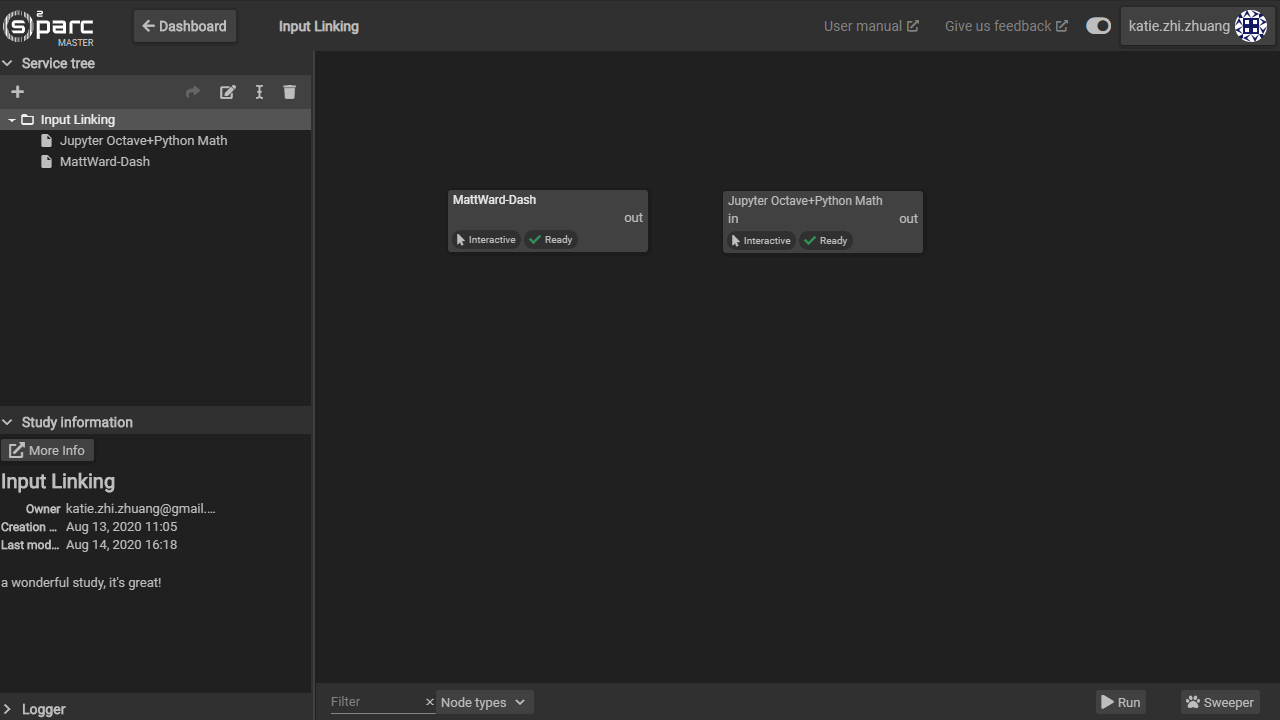 s2parc
MASTER
Dashboard
Input Linking
User manual
Give us feedback
katie.zhi.zhuang
Service tree
Input Linking
Jupyter Octave+Python Math
MattWard-Dash
MattWard-Dash
out
Interactive
Ready
Jupyter Octave+Python Math
in
out
Interactive
Ready
Study information
More Info
Input Linking
Owner katie.zhi.zhuang@gmail....
Creation ... Aug 13, 2020 11:05
Last mod... Aug 14, 2020 16:18
a wonderful study, it's great!
Logger
Filter
Node types
Run
Sweeper